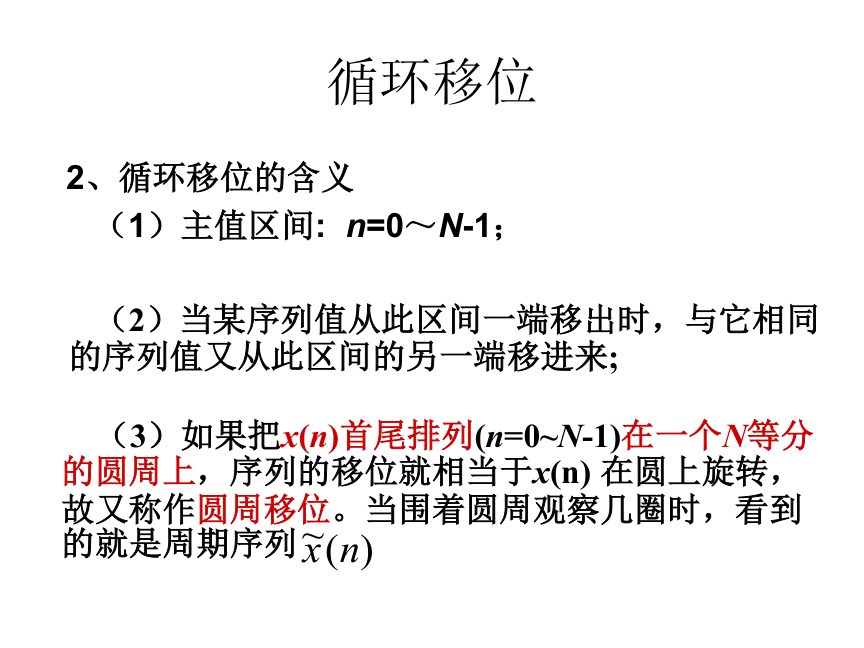 循环移位
2、循环移位的含义
（1）主值区间:  n=0～N-1；
（2）当某序列值从此区间一端移出时，与它相同
的序列值又从此区间的另一端移进来;
（3）如果把x(n)首尾排列(n=0~N-1)在一个N等分
的圆周上，序列的移位就相当于x(n) 在圆上旋转，
故又称作圆周移位。当围着圆周观察几圈时，看到
的就是周期序列 x̃(n)